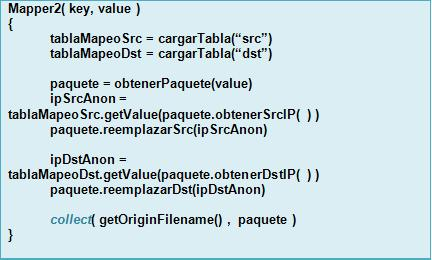 Mapper2( key, value )
{
tablaMapeoSrc = cargarTabla(“src”)
tablaMapeoDst = cargarTabla(“dst”)
paquete = obtenerPaquete(value)
ipSrcAnon =
tablaMapeoSrc.getValue(paquete.obtenerSrcIP( ) )
paquete.reemplazarSrc(ipSrcAnon)
ipDstAnon =
tablaMapeoDst.getValue(paquete.obtenerDstIP( ) )
paquete.reemplazarDst(ipDstAnon)
collect( getOriginFilename() , paquete )
}